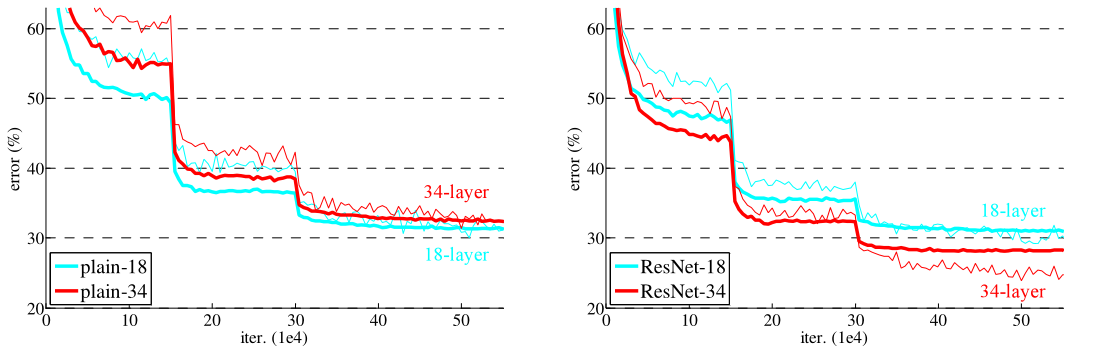 60
50
40
30
20
error (%)
34-layer
18-layer
plain-18
plain-34
0 10 20 30 40 50
iter. (1e4)
60
50
40
30
20
error (%)
18-layer
34-layer
ResNet-18
ResNet-34
0 10 20 30 40 50
iter. (1e4)